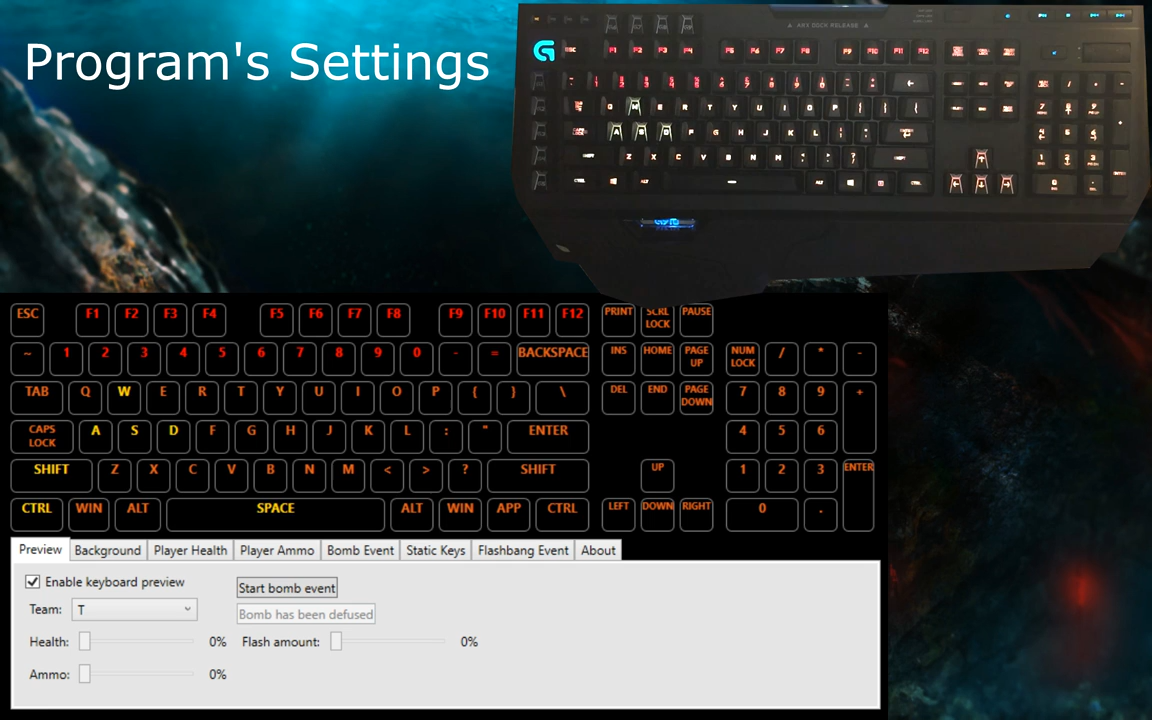 Program's Settings
ARX DOCK RELEASE
ESC F1 F2 F3 F4 F5 F6 F7 F8 F9 F10 F11 F12 PRINT SCRL LOCK PAUSE
~ 1 2 3 4 5 6 7 8 9 0 - = BACKSPACE INS HOME PAGE UP NUM LOCK / * -
TAB Q W E R T Y U I O P { } \ DEL END PAGE DOWN 7 8 9 +
CAPS LOCK A S D F G H J K L : " ENTER 4 5 6
SHIFT Z X C V B N M < > ? SHIFT UP 1 2 3 ENTER
CTRL WIN ALT SPACE ALT WIN APP CTRL LEFT DOWN RIGHT 0 .
Preview Background Player Health Player Ammo Bomb Event Static Keys Flashbang Event About
Enable keyboard preview Start bomb event
Team: T Bomb has been defused
Health: 0% Flash amount: 0%
Ammo: 0%